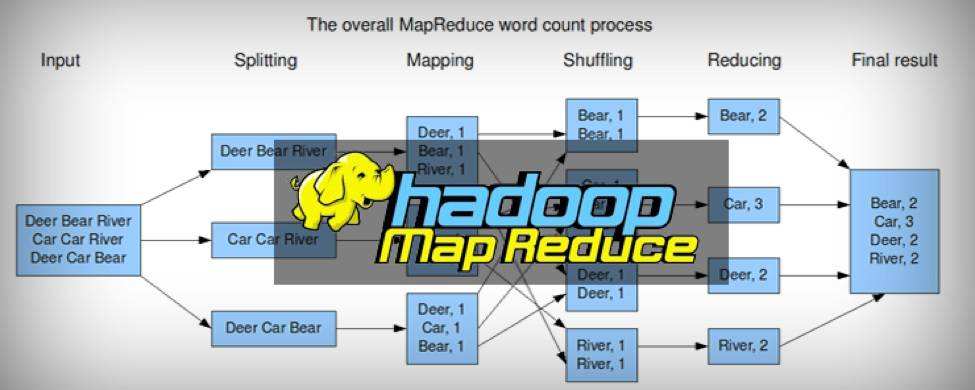 The overall MapReduce word count process
Input
Splitting
Mapping
Shuffling
Reducing
Final result
Deer Bear River
Car Car River
Deer Car Bear
Deer Bear River
Car Car River
Deer Car Bear
Deer, 1
Bear, 1
River, 1
Deer, 1
Car, 1
Bear, 1
Bear, 1
Bear, 1
Deer, 1
Deer, 1
River, 1
River, 1
Bear, 2
Car, 3
Deer, 2
River, 2
Bear, 2
Car, 3
Deer, 2
River, 2
hadoop
Map Reduce